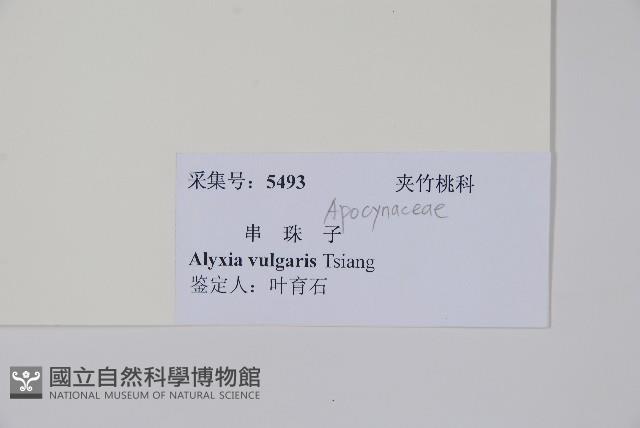 采集号：5493 夹竹桃科
Apocynaceae
串 珠 子
Alyxia vulgaris Tsiang
鉴定人：叶育石
國立自然科學博物館
NATIONAL MUSEUM OF NATURAL SCIENCE